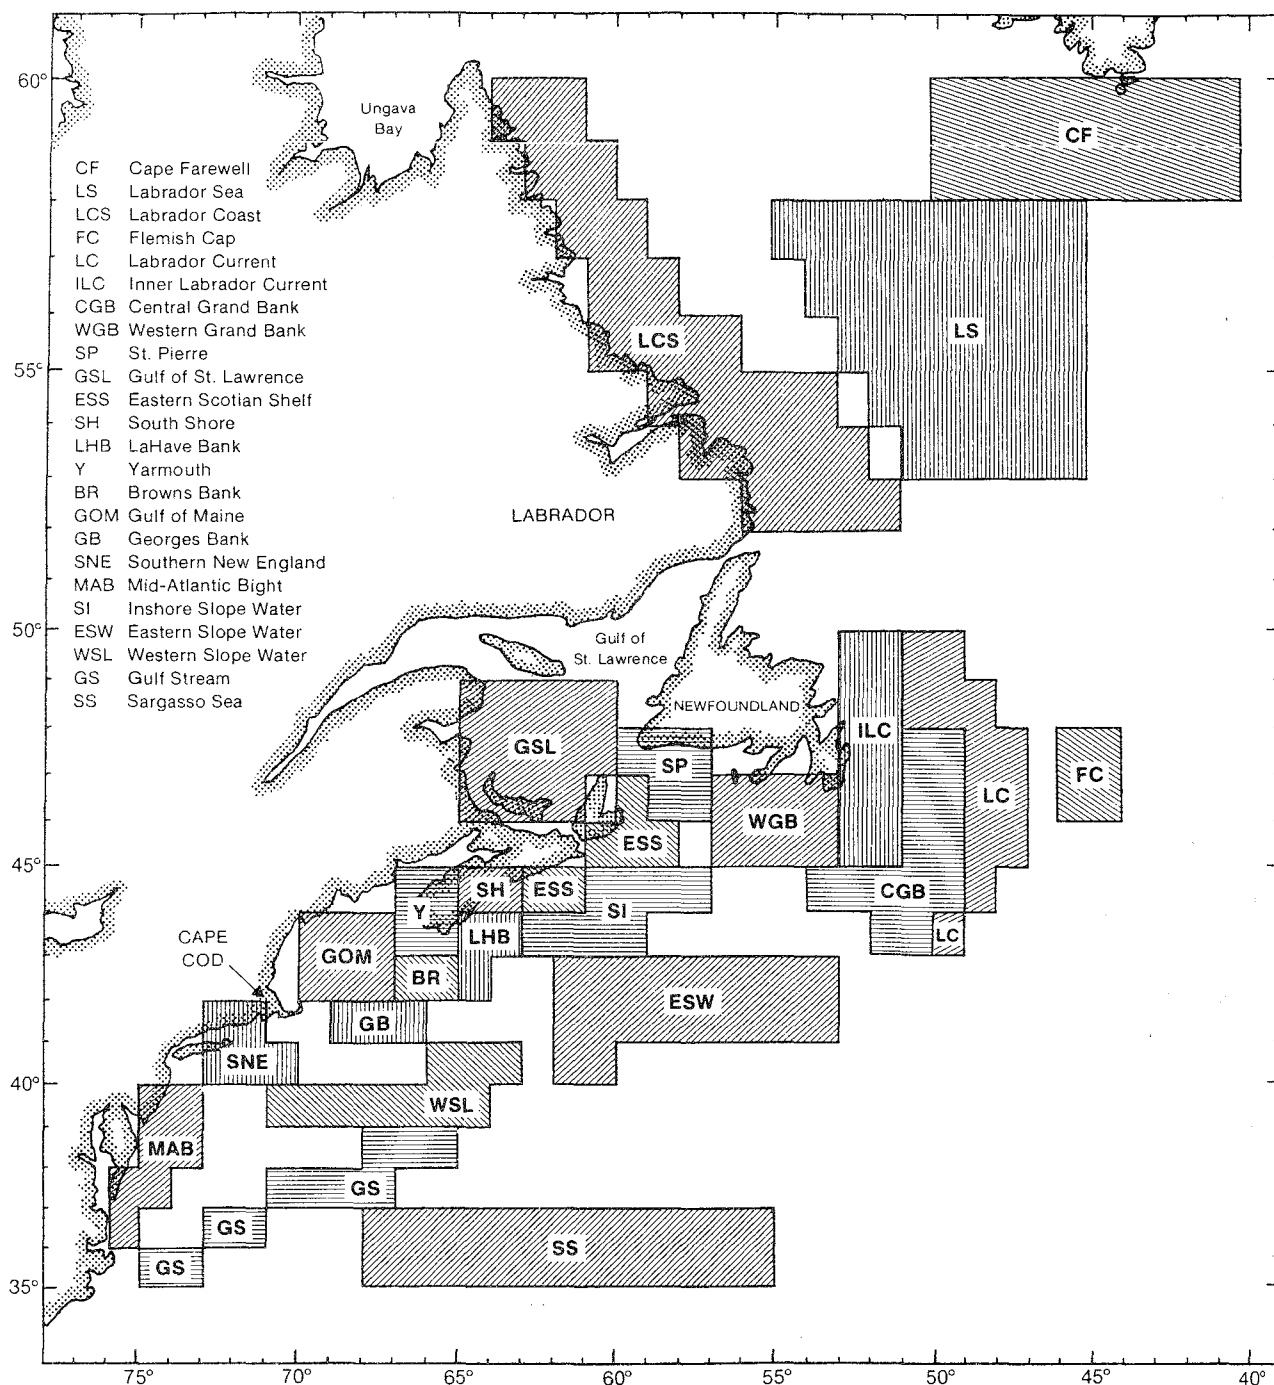 60°
Ungava
Bay
CF
CF Cape Farewell
LS Labrador Sea
LCS Labrador Coast
FC Flemish Cap
LC Labrador Current
ILC Inner Labrador Current
CGB Central Grand Bank
WGB Western Grand Bank
SP St. Pierre
GSL Gulf of St. Lawrence
ESS Eastern Scotian Shelf
SH South Shore
LHB LaHave Bank
Y Yarmouth
BR Browns Bank
GOM Gulf of Maine
GB Georges Bank
SNE Southern New England
MAB Mid-Atlantic Bight
SI Inshore Slope Water
ESW Eastern Slope Water
WSL Western Slope Water
GS Gulf Stream
SS Sargasso Sea
LCS
LS
55°
LABRADOR
50°
Gulf of
St. Lawrence
NEWFOUNDLAND
GSL
SP
ILC
LC
FC
WGB
ESS
45°
SH
ESS
CGB
Y
SI
LHB
LC
CAPE
COD
GOM
BR
ESW
GB
SNE
40°
WSL
MAB
GS
GS
SS
GS
35°
75°
70°
65°
60°
55°
50°
45°
40°